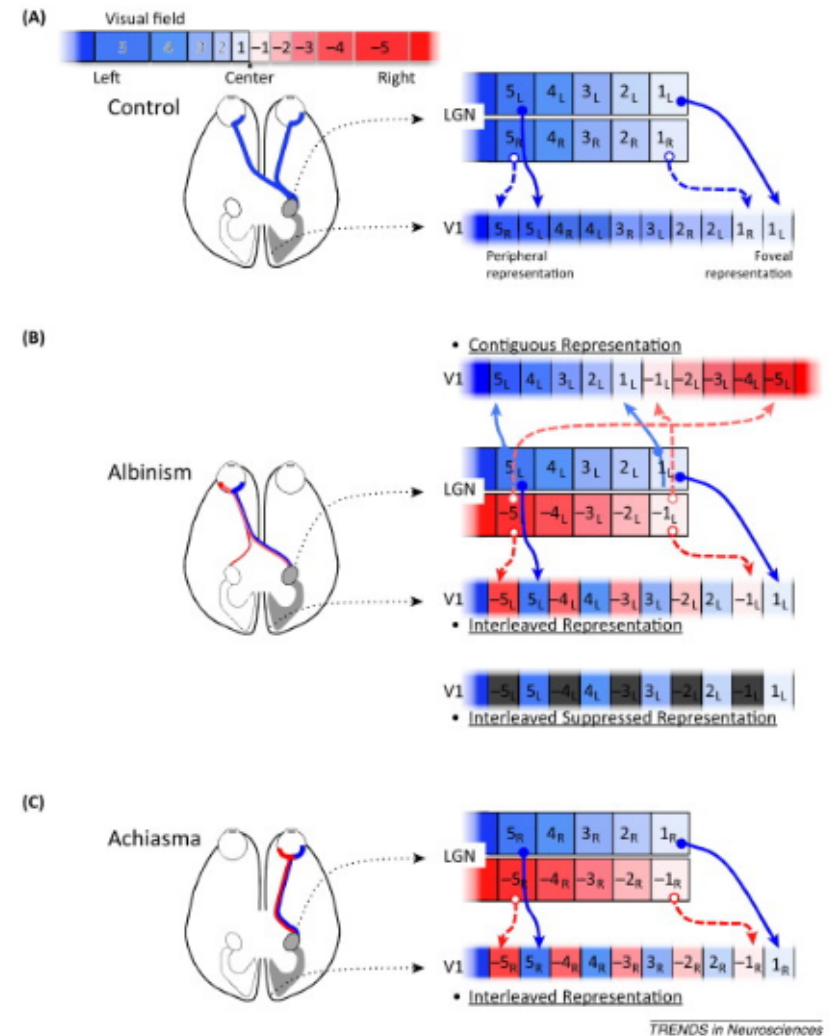 (A)
Visual field
5 4 3 2 1 −1 −2 −3 −4 −5
Left Center Right
Control
LGN
5L 4L 3L 2L 1L
5R 4R 3R 2R 1R
V1 5R 5L 4R 4L 3R 3L 2R 2L 1R 1L
Peripheral representation
Foveal representation
(B)
• Contiguous Representation
V1 5L 4L 3L 2L 1L −1L −2L −3L −4L −5L
Albinism
LGN
5L 4L 3L 2L 1L
−5 −4L −3L −2L −1L
V1 −5L 5L −4L 4L −3L 3L −2L 2L −1L 1L
• Interleaved Representation
V1 −5L 5L −4L 4L −3L 3L −2L 2L −1L 1L
• Interleaved Suppressed Representation
(C)
Achiasma
LGN
5R 4R 3R 2R 1R
−5R −4R −3R −2R −1R
V1 −5R 5R −4R 4R −3R 3R −2R 2R −1R 1R
• Interleaved Representation
TRENDS in Neurosciences